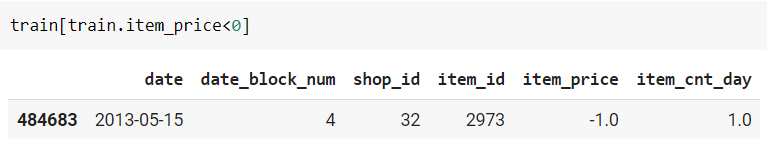 train[train.item_price<0]
date date_block_num shop_id item_id item_price item_cnt_day
484683 2013-05-15 4 32 2973 -1.0 1.0